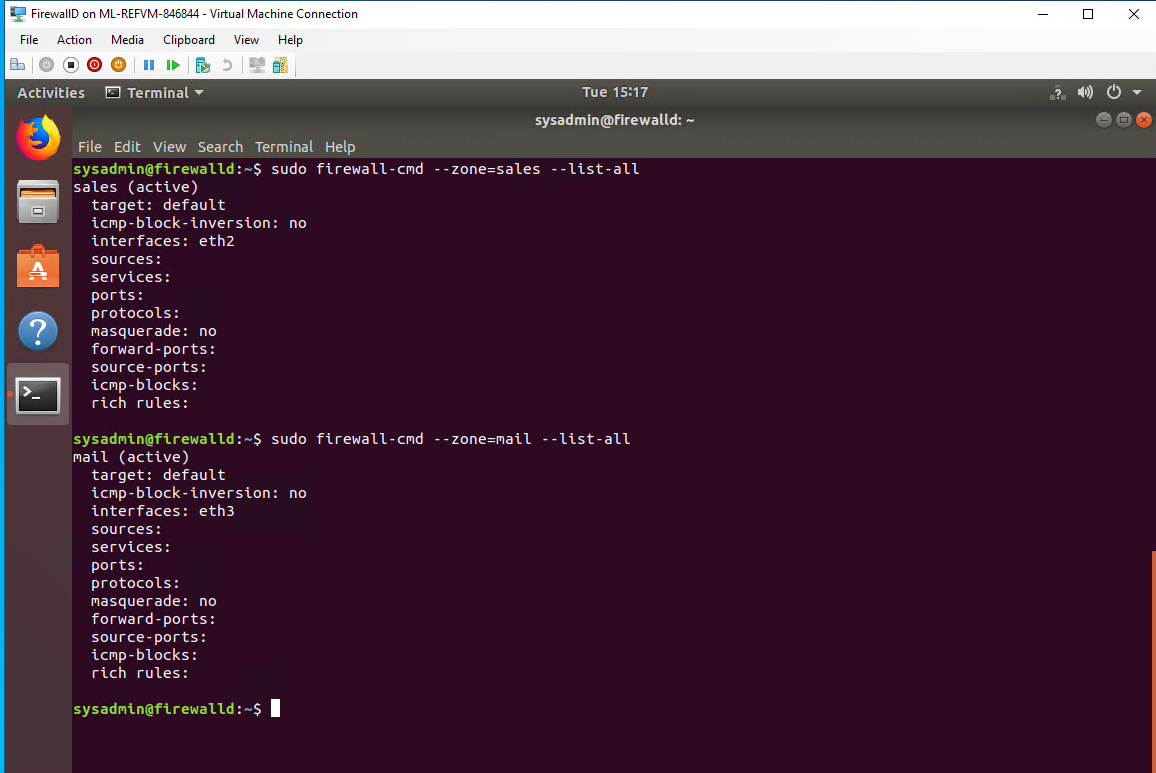 FirewallD on ML-REFVM-846844 - Virtual Machine Connection
File Action Media Clipboard View Help
Activities Terminal Tue 15:17
sysadmin@firewalld: ~
File Edit View Search Terminal Help
sysadmin@firewalld:~$ sudo firewall-cmd --zone=sales --list-all
sales (active)
  target: default
  icmp-block-inversion: no
  interfaces: eth2
  sources:
  services:
  ports:
  protocols:
  masquerade: no
  forward-ports:
  source-ports:
  icmp-blocks:
  rich rules:
sysadmin@firewalld:~$ sudo firewall-cmd --zone=mail --list-all
mail (active)
  target: default
  icmp-block-inversion: no
  interfaces: eth3
  sources:
  services:
  ports:
  protocols:
  masquerade: no
  forward-ports:
  source-ports:
  icmp-blocks:
  rich rules:
sysadmin@firewalld:~$